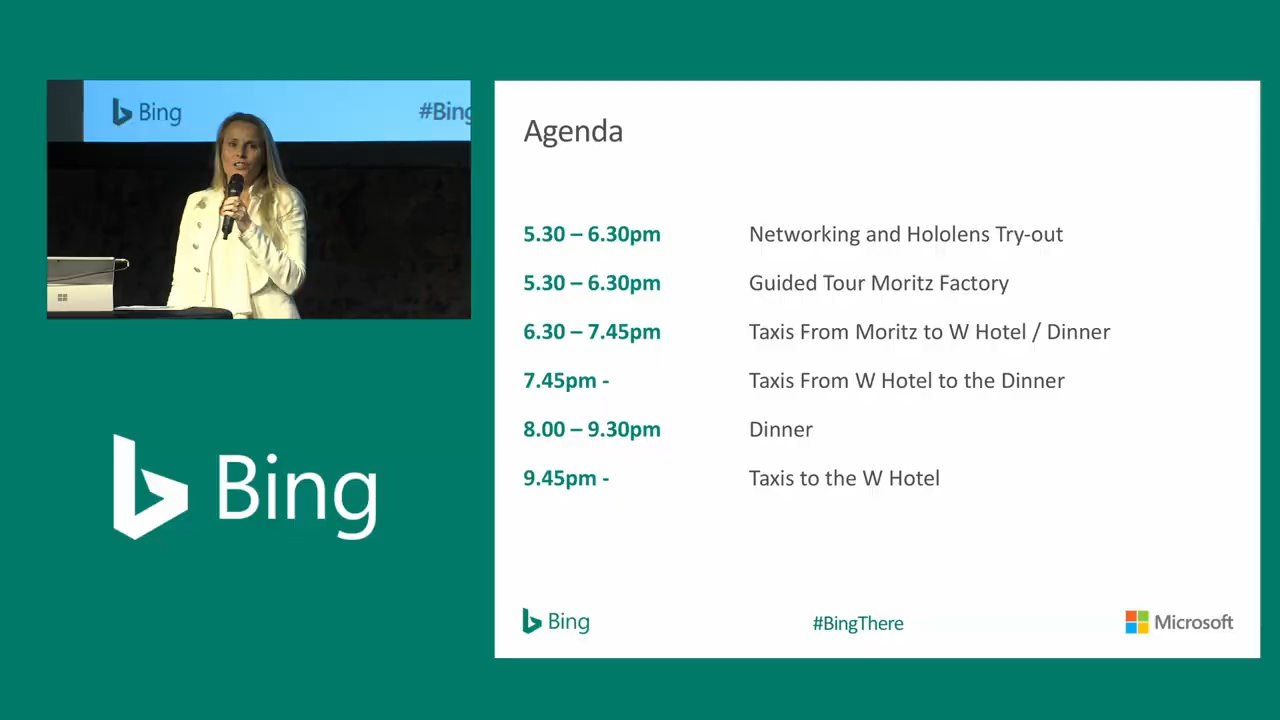 Bing
#Bing
Agenda
5.30 – 6.30pm Networking and Hololens Try-out
5.30 – 6.30pm Guided Tour Moritz Factory
6.30 – 7.45pm Taxis From Moritz to W Hotel / Dinner
7.45pm - Taxis From W Hotel to the Dinner
8.00 – 9.30pm Dinner
9.45pm - Taxis to the W Hotel
Bing
Bing
#BingThere
Microsoft